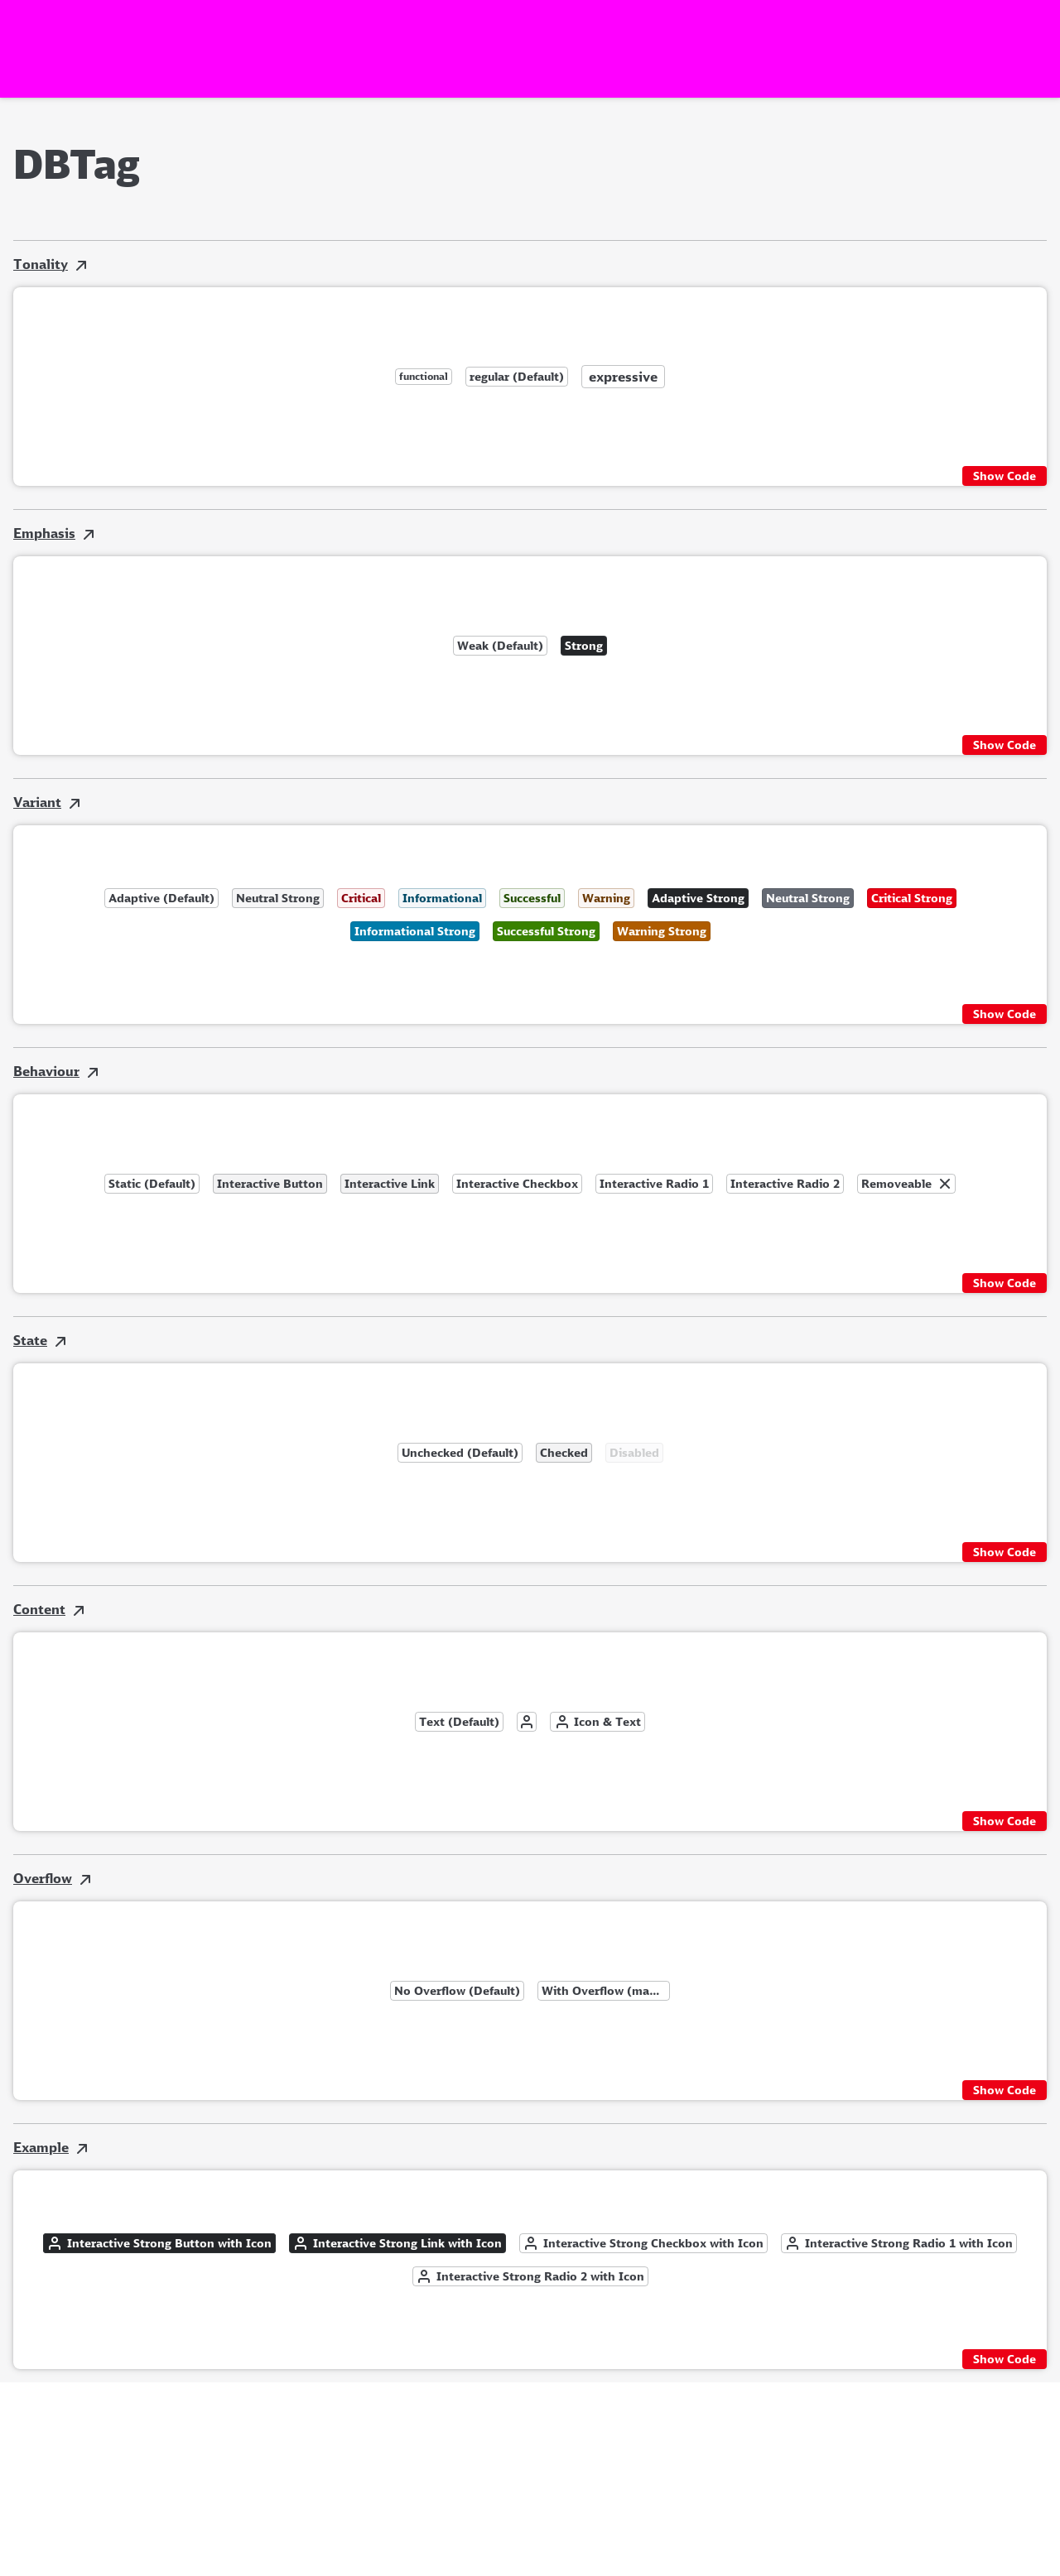 DBTag
Tonality
functional regular (Default) expressive
Show Code
Emphasis
Weak (Default) Strong
Show Code
Variant
Adaptive (Default) Neutral Strong Critical Informational Successful Warning Adaptive Strong Neutral Strong Critical Strong
Informational Strong Successful Strong Warning Strong
Show Code
Behaviour
Static (Default) Interactive Button Interactive Link Interactive Checkbox Interactive Radio 1 Interactive Radio 2 Removeable
Show Code
State
Unchecked (Default) Checked Disabled
Show Code
Content
Text (Default) Icon & Text
Show Code
Overflow
No Overflow (Default) With Overflow (ma...
Show Code
Example
Interactive Strong Button with Icon Interactive Strong Link with Icon Interactive Strong Checkbox with Icon Interactive Strong Radio 1 with Icon
Interactive Strong Radio 2 with Icon
Show Code